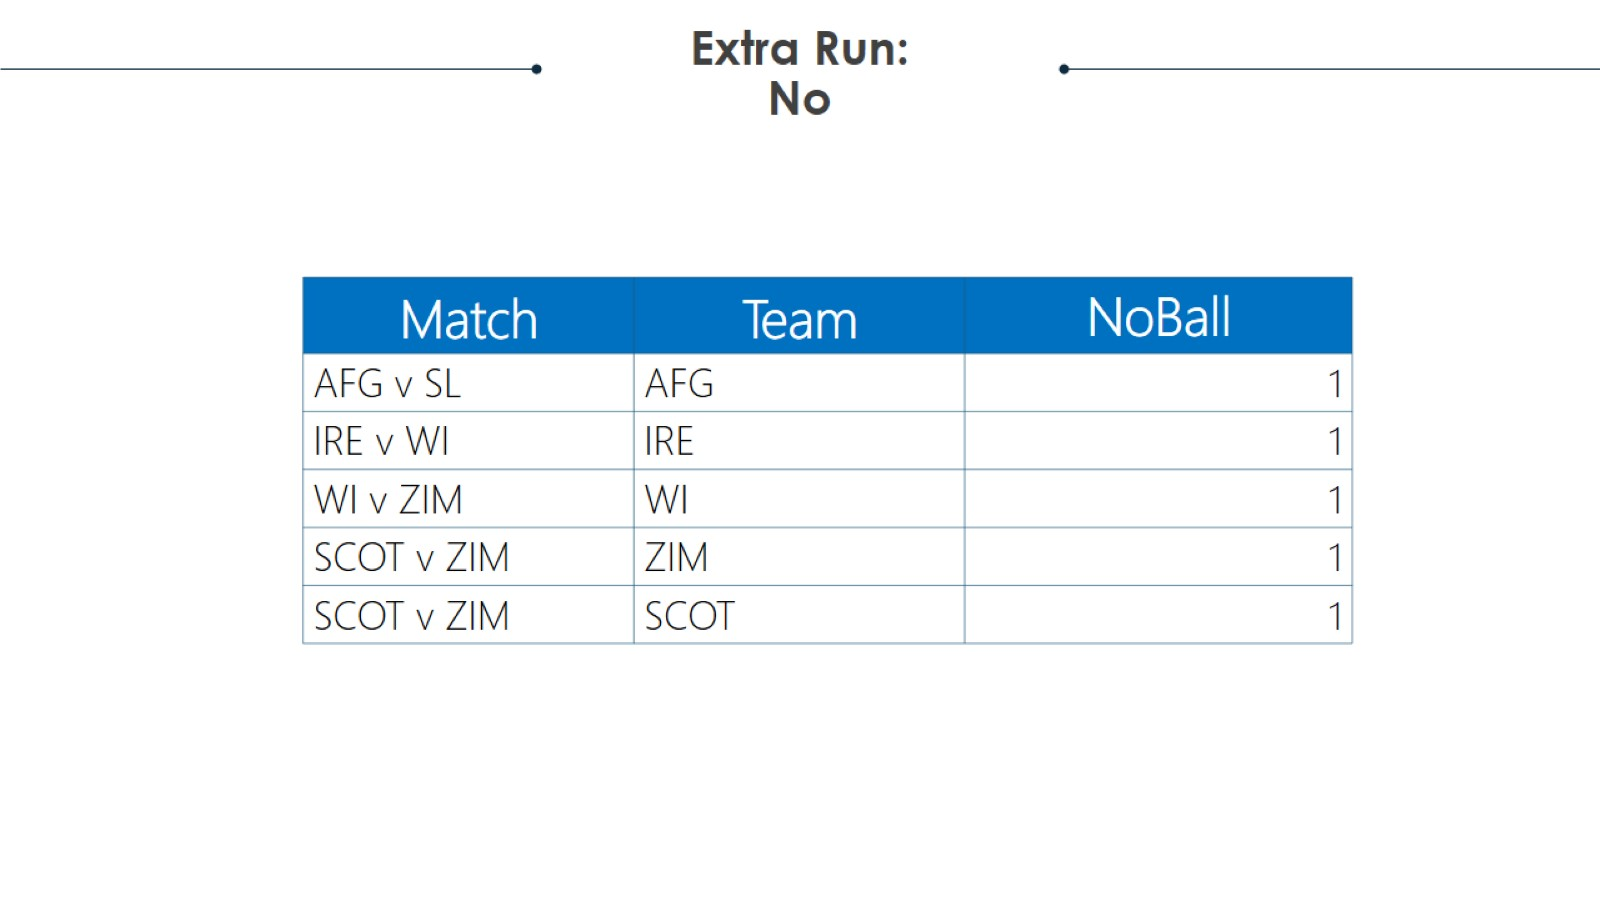 Extra Run:
No
Match Team NoBall
AFG v SL AFG 1
IRE v WI IRE 1
WI v ZIM WI 1
SCOT v ZIM ZIM 1
SCOT v ZIM SCOT 1